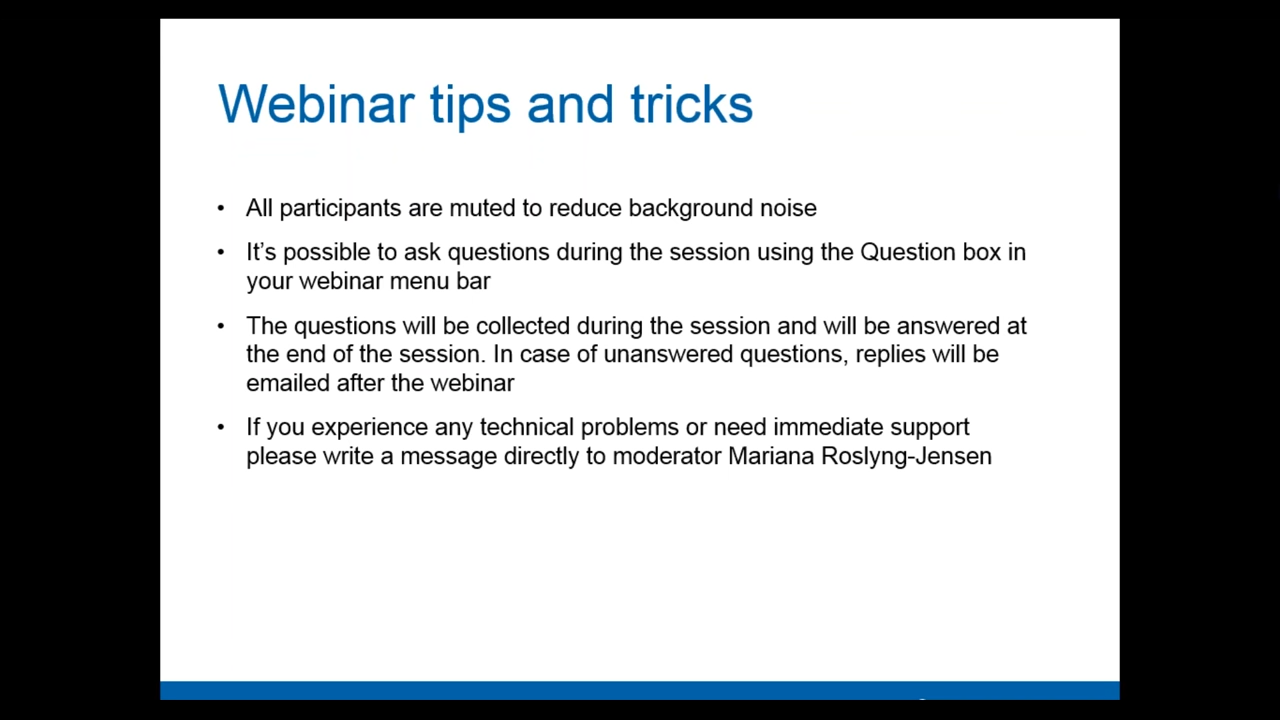 Webinar tips and tricks
• All participants are muted to reduce background noise
• It’s possible to ask questions during the session using the Question box in
your webinar menu bar
• The questions will be collected during the session and will be answered at
the end of the session. In case of unanswered questions, replies will be
emailed after the webinar
• If you experience any technical problems or need immediate support
please write a message directly to moderator Mariana Roslyng-Jensen